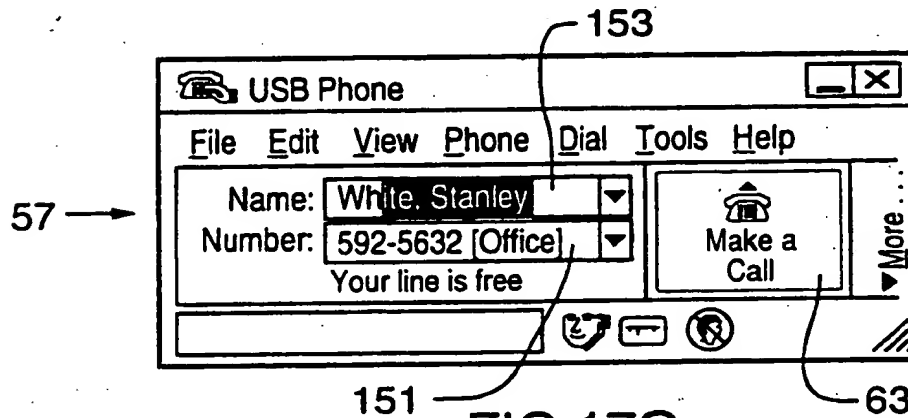 153
USB Phone
File Edit View Phone Dial Tools Help
Name: White, Stanley
57
Number: 592-5632 [Office]
Your line is free
Make a
Call
More...
151
63